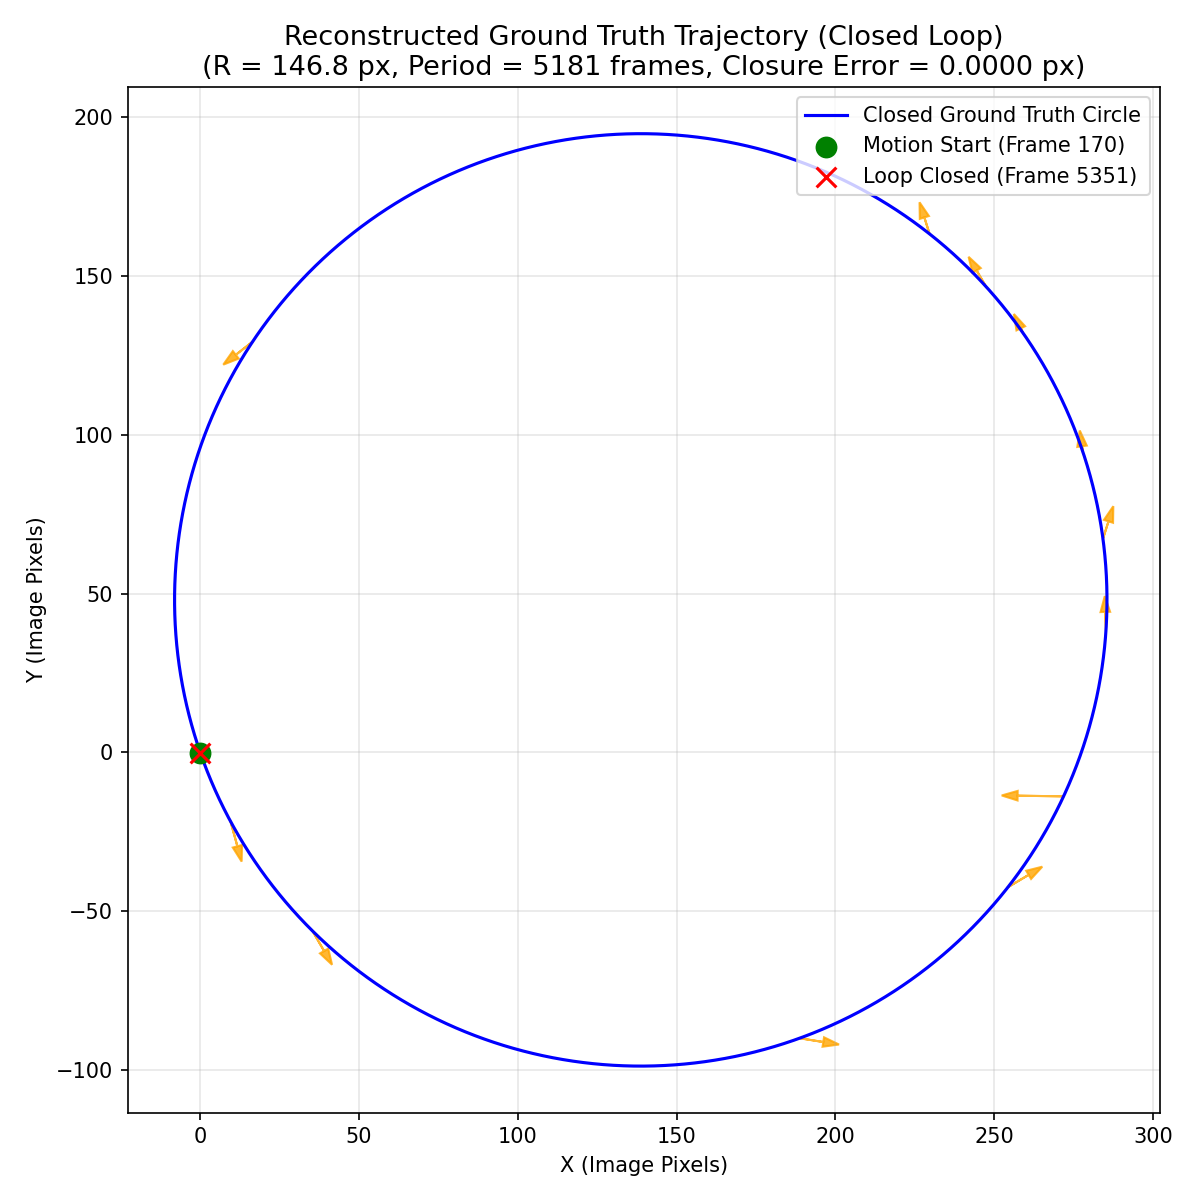 Reconstructed Ground Truth Trajectory (Closed Loop)
(R = 146.8 px, Period = 5181 frames, Closure Error = 0.0000 px)
Closed Ground Truth Circle
Motion Start (Frame 170)
Loop Closed (Frame 5351)
Y (Image Pixels)
200
150
100
50
0
−50
−100
0 50 100 150 200 250 300
X (Image Pixels)